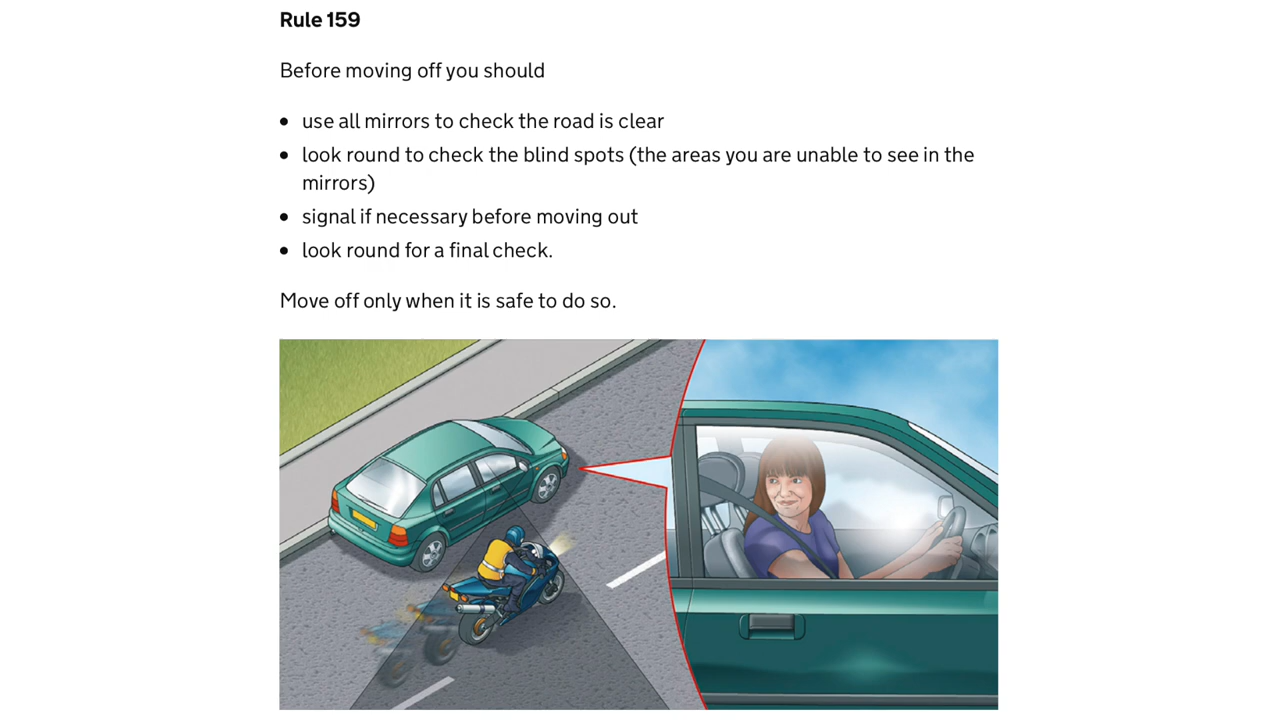 Rule 159
Before moving off you should
• use all mirrors to check the road is clear
• look round to check the blind spots (the areas you are unable to see in the
mirrors)
• signal if necessary before moving out
• look round for a final check.
Move off only when it is safe to do so.